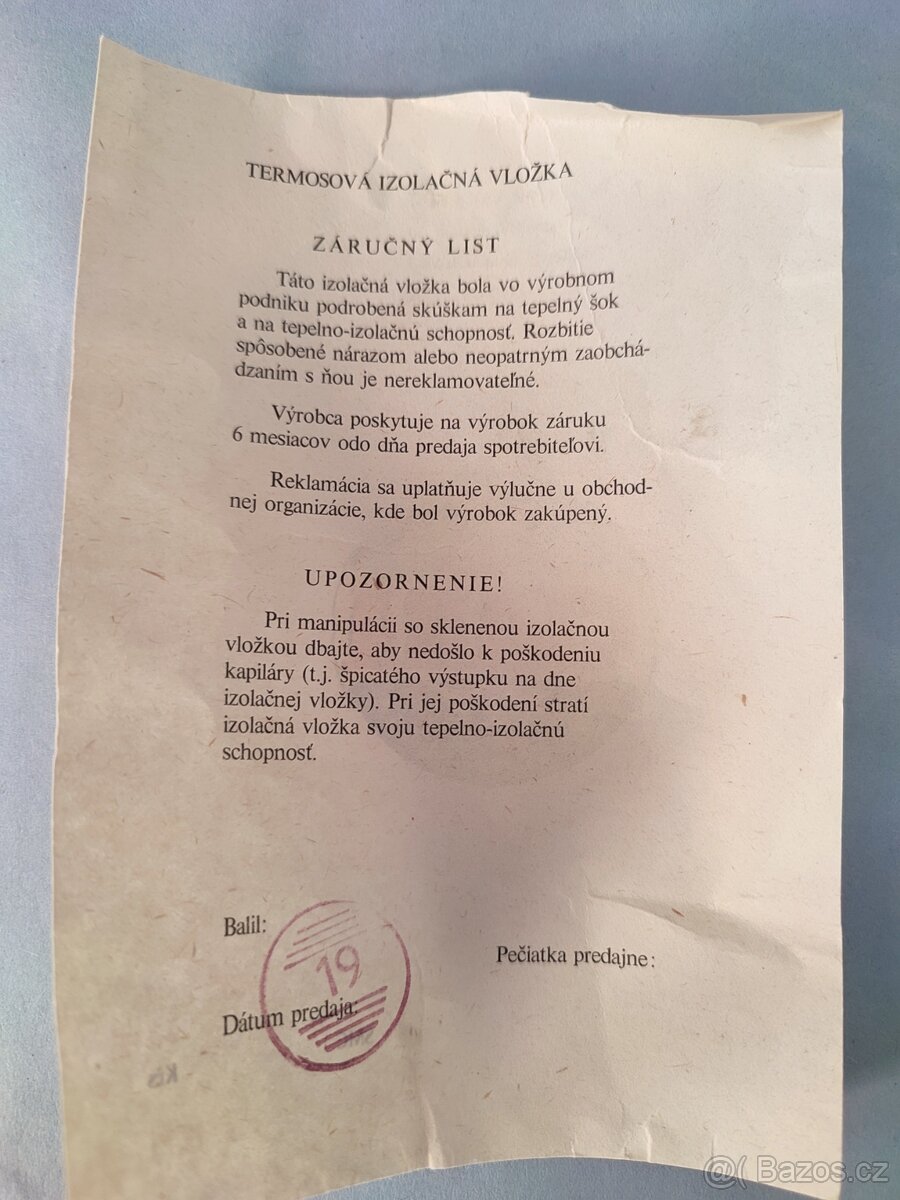 TERMOSOVÁ IZOLAČNÁ VLOŽKA
ZÁRUČNÝ LIST
Táto izolačná vložka bola vo výrobnom
podniku podrobená skúškam na tepelný šok
a na tepelno-izolačnú schopnosť. Rozbitie
spôsobené nárazom alebo neopatrným zaobchá-
dzaním s ňou je nereklamovateľné.
Výrobca poskytuje na výrobok záruku
6 mesiacov odo dňa predaja spotrebiteľovi.
Reklamácia sa uplatňuje výlučne u obchod-
nej organizácie, kde bol výrobok zakúpený.
UPOZORNENIE!
Pri manipulácii so sklenenou izolačnou
vložkou dbajte, aby nedošlo k poškodeniu
kapiláry (t.j. špicatého výstupku na dne
izolačnej vložky). Pri jej poškodení stratí
izolačná vložka svoju tepelno-izolačnú
schopnosť.
Balil:
19
Pečiatka predajne:
Dátum predaja:
@( Bazos.cz